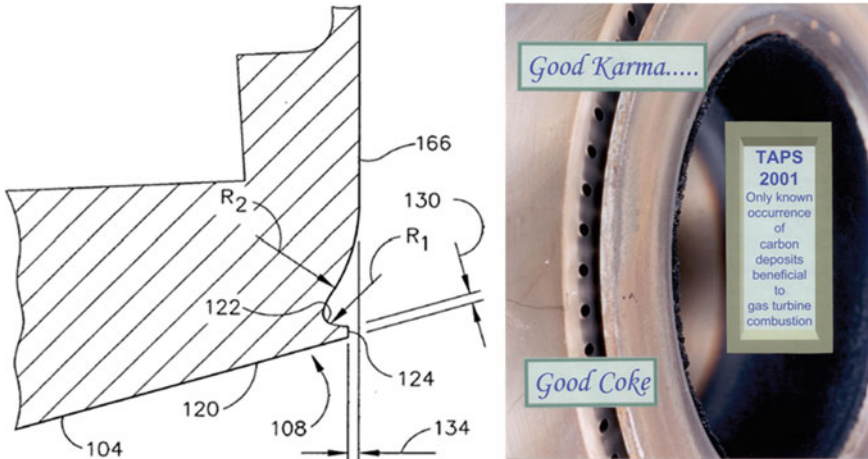 166
130
R2
R1
122
124
120
108
104
134
Good Karma.....
TAPS
2001
Only known
occurrence
of
carbon
deposits
beneficial
to
gas turbine
combustion
Good Coke